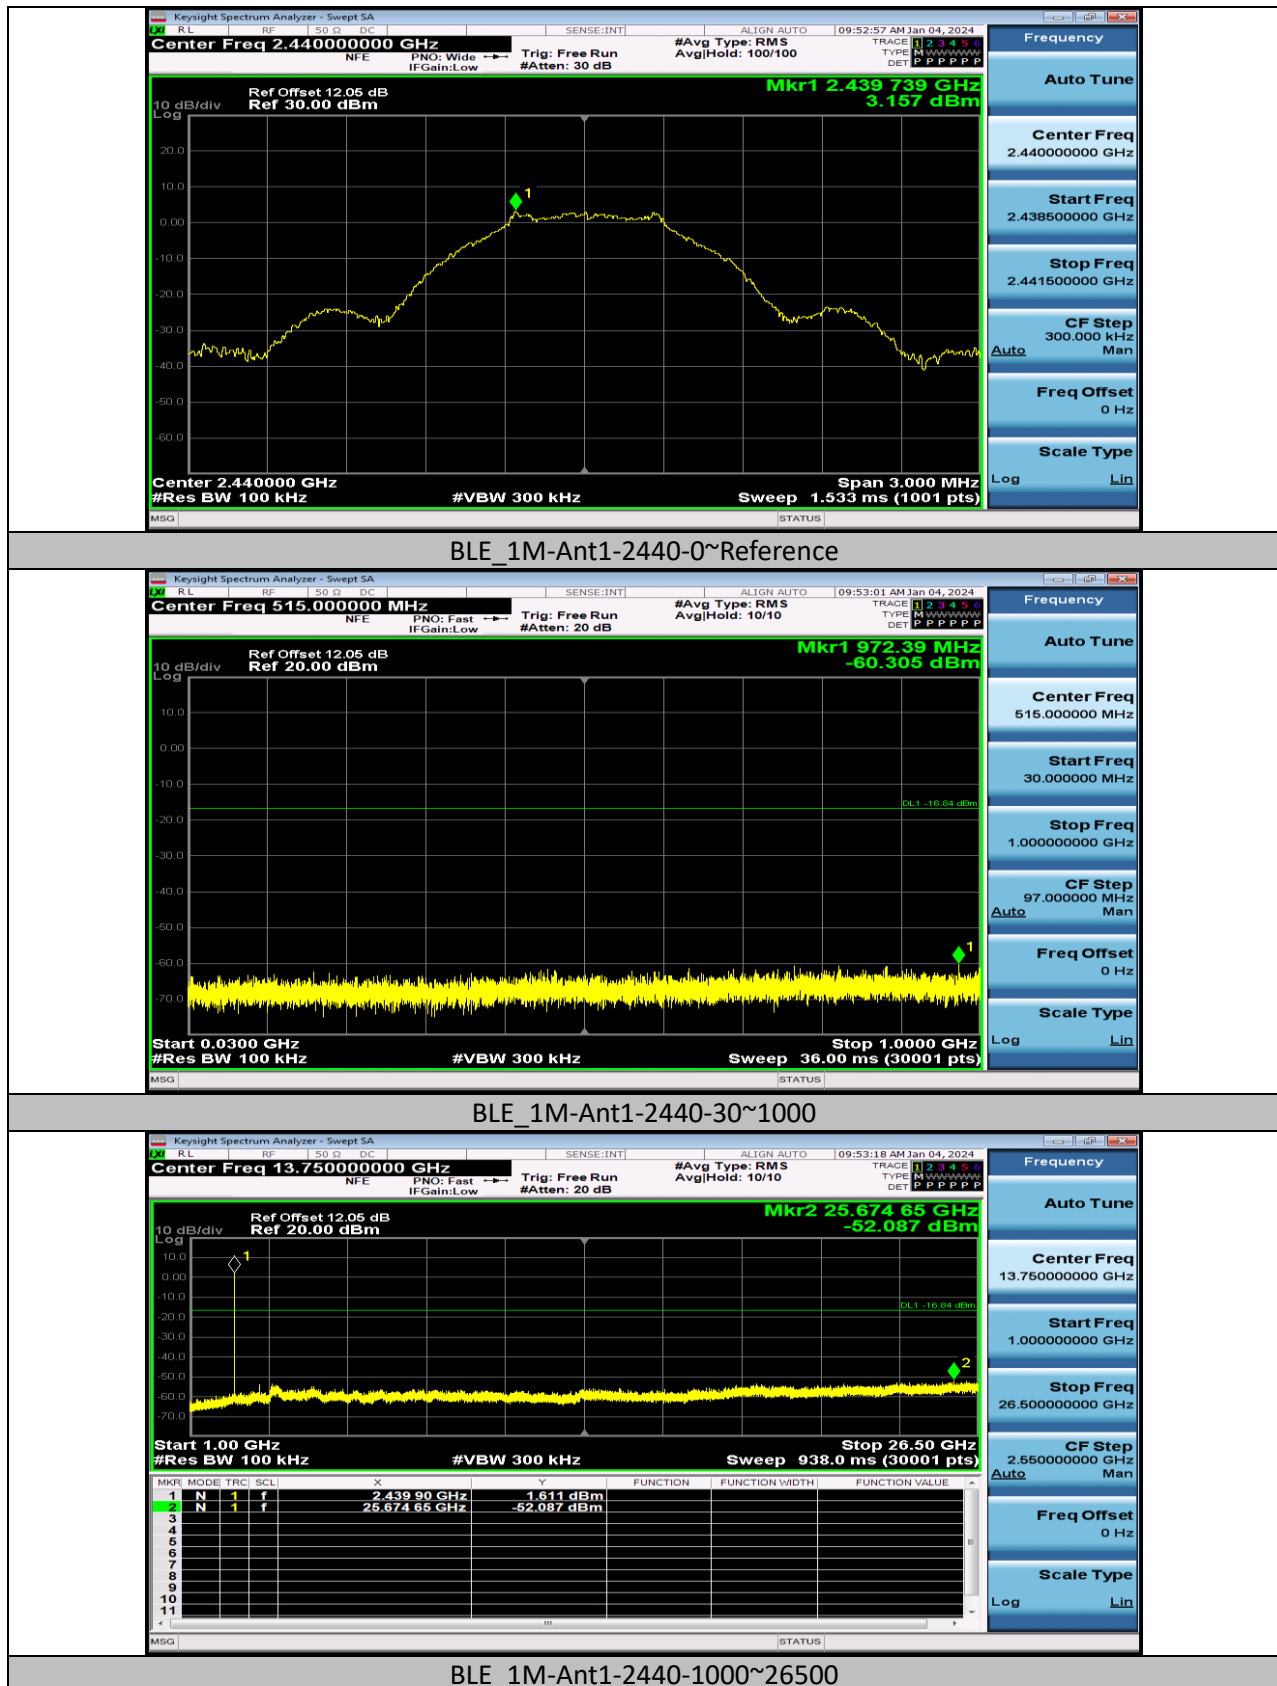 Keysight Spectrum Analyzer - Swept SA
LXI RL RF 50 Ω DC SENSE:INT ALIGN AUTO 09:52:57 AM Jan 04, 2024
Center Freq 2.440000000 GHz
NFE PNO: Wide Trig: Free Run #Avg Type: RMS TRACE 1 2 3 4 5 6
IFGain:Low #Atten: 30 dB Avg|Hold: 100/100 TYPE M WWWWW
DET P P P P P P
Frequency
Auto Tune
Mkr1 2.439 739 GHz
3.157 dBm
Ref Offset 12.05 dB
10 dB/div Ref 30.00 dBm
Log
20.0
10.0
0.00
-10.0
-20.0
-30.0
-40.0
-50.0
-60.0
1
Center Freq
2.440000000 GHz
Start Freq
2.438500000 GHz
Stop Freq
2.441500000 GHz
CF Step
300.000 kHz
Auto Man
Freq Offset
0 Hz
Scale Type
Log Lin
Center 2.440000 GHz Span 3.000 MHz
#Res BW 100 kHz #VBW 300 kHz Sweep 1.533 ms (1001 pts)
MSG STATUS
BLE_1M-Ant1-2440-0~Reference
Keysight Spectrum Analyzer - Swept SA
LXI RL RF 50 Ω DC SENSE:INT ALIGN AUTO 09:53:01 AM Jan 04, 2024
Center Freq 515.000000 MHz
NFE PNO: Fast Trig: Free Run #Avg Type: RMS TRACE 1 2 3 4 5 6
IFGain:Low #Atten: 20 dB Avg|Hold: 10/10 TYPE M WWWWW
DET P P P P P P
Frequency
Auto Tune
Mkr1 972.39 MHz
-60.305 dBm
Ref Offset 12.05 dB
10 dB/div Ref 20.00 dBm
Log
10.0
0.00
-10.0
-20.0
-30.0
-40.0
-50.0
-60.0
-70.0
DL1 -16.84 dBm
1
Center Freq
515.000000 MHz
Start Freq
30.000000 MHz
Stop Freq
1.000000000 GHz
CF Step
97.000000 MHz
Auto Man
Freq Offset
0 Hz
Scale Type
Log Lin
Start 0.0300 GHz Stop 1.0000 GHz
#Res BW 100 kHz #VBW 300 kHz Sweep 36.00 ms (30001 pts)
MSG STATUS
BLE_1M-Ant1-2440-30~1000
Keysight Spectrum Analyzer - Swept SA
LXI RL RF 50 Ω DC SENSE:INT ALIGN AUTO 09:53:18 AM Jan 04, 2024
Center Freq 13.750000000 GHz
NFE PNO: Fast Trig: Free Run #Avg Type: RMS TRACE 1 2 3 4 5 6
IFGain:Low #Atten: 20 dB Avg|Hold: 10/10 TYPE M WWWWW
DET P P P P P P
Frequency
Auto Tune
Mkr2 25.674 65 GHz
-52.087 dBm
Ref Offset 12.05 dB
10 dB/div Ref 20.00 dBm
Log
10.0
0.00
-10.0
-20.0
-30.0
-40.0
-50.0
-60.0
-70.0
1
DL1 -16.84 dBm
2
Center Freq
13.750000000 GHz
Start Freq
1.000000000 GHz
Stop Freq
26.500000000 GHz
CF Step
2.550000000 GHz
Auto Man
Freq Offset
0 Hz
Scale Type
Log Lin
Start 1.00 GHz Stop 26.50 GHz
#Res BW 100 kHz #VBW 300 kHz Sweep 938.0 ms (30001 pts)
MKR MODE TRC SCL X Y FUNCTION FUNCTION WIDTH FUNCTION VALUE
1 N 1 f 2.439 90 GHz 1.611 dBm
2 N 1 f 25.674 65 GHz -52.087 dBm
3
4
5
6
7
8
9
10
11
MSG STATUS
BLE_1M-Ant1-2440-1000~26500